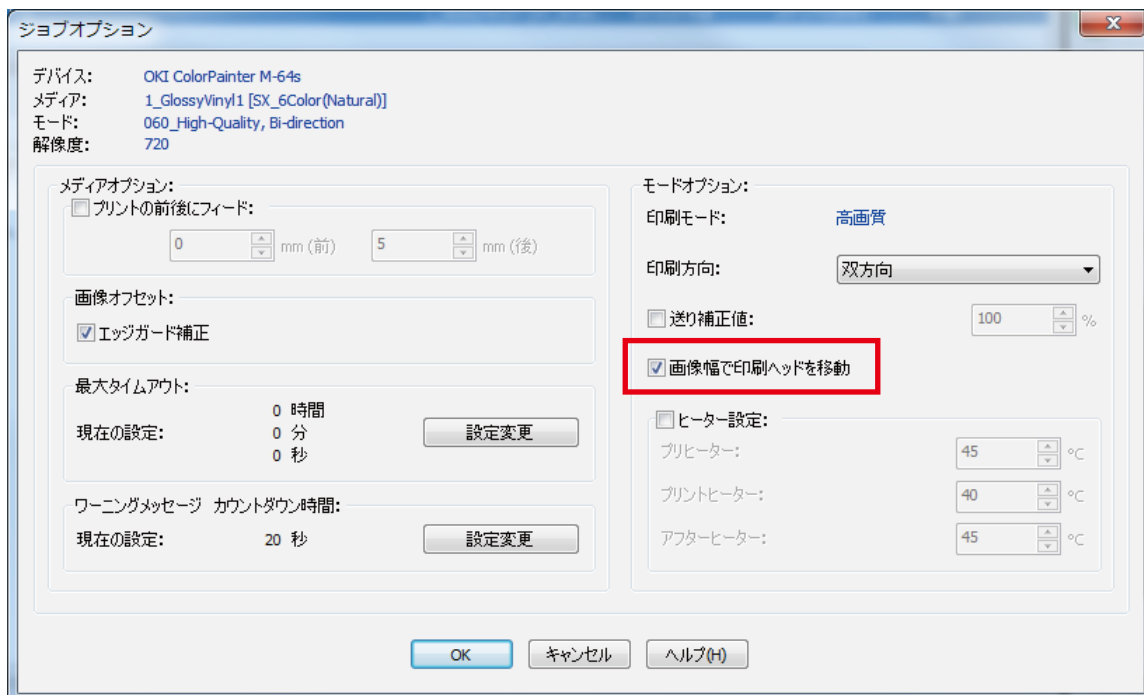 ジョブオプション
デバイス: OKI ColorPainter M-64s
メディア: 1_GlossyVinyl1 [SX_6Color(Natural)]
モード: 060_High-Quality, Bi-direction
解像度: 720
メディアオプション:
プリントの前後にフィード:
0 mm (前) 5 mm (後)
画像オフセット:
エッジガード補正
最大タイムアウト:
0 時間
現在の設定: 0 分 設定変更
0 秒
ワーニングメッセージ カウントダウン時間:
現在の設定: 20 秒 設定変更
モードオプション:
印刷モード: 高画質
印刷方向: 双方向
送り補正値: 100 %
画像幅で印刷ヘッドを移動
ヒーター設定:
プリヒーター: 45 °C
プリントヒーター: 40 °C
アフターヒーター: 45 °C
OK キャンセル ヘルプ(H)